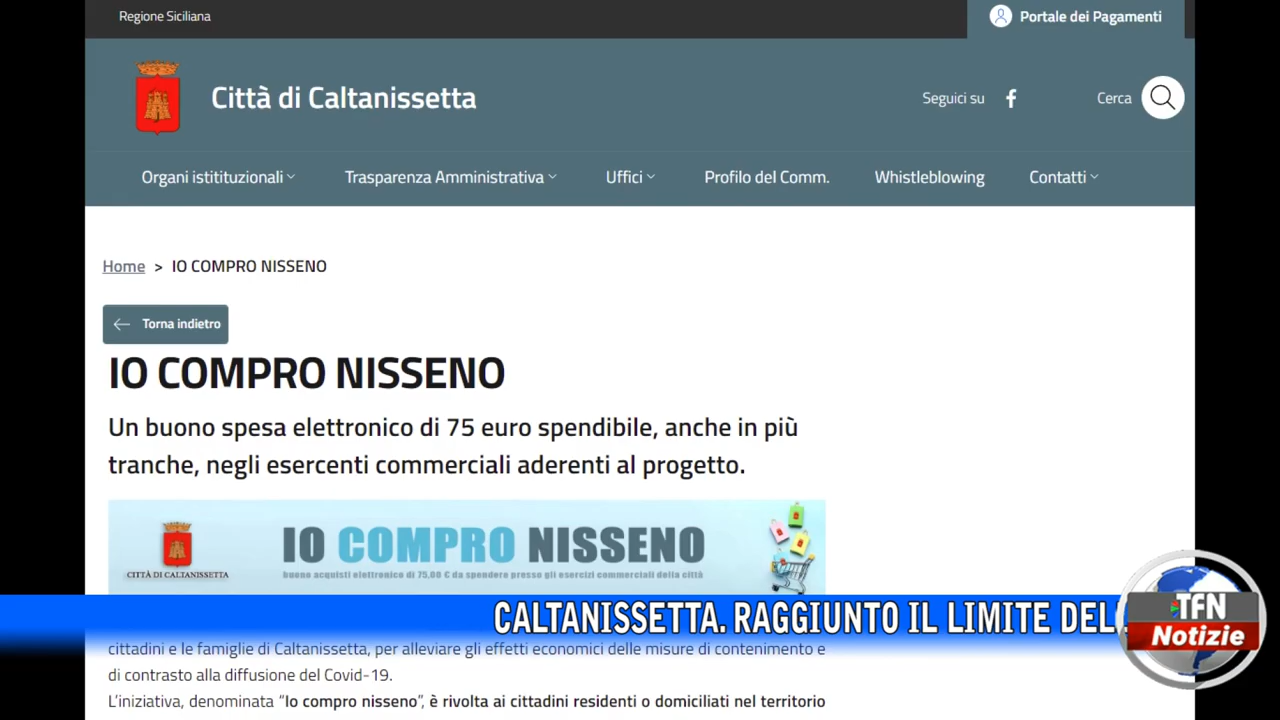 Regione Siciliana
Portale dei Pagamenti
Città di Caltanissetta
Seguici su
Cerca
Organi istitituzionali
Trasparenza Amministrativa
Uffici
Profilo del Comm.
Whistleblowing
Contatti
Home > IO COMPRO NISSENO
Torna indietro
IO COMPRO NISSENO
Un buono spesa elettronico di 75 euro spendibile, anche in più
tranche, negli esercenti commerciali aderenti al progetto.
IO COMPRO NISSENO
CITTÀ DI CALTANISSETTA
buono acquisti elettronico di 75,00 € da spendere presso gli esercizi commerciali della città
CALTANISSETTA. RAGGIUNTO IL LIMITE DEL
TFN
Notizie
cittadini e le famiglie di Caltanissetta, per alleviare gli effetti economici delle misure di contenimento e
di contrasto alla diffusione del Covid-19.
L'iniziativa, denominata “Io compro nisseno”, è rivolta ai cittadini residenti o domiciliati nel territorio